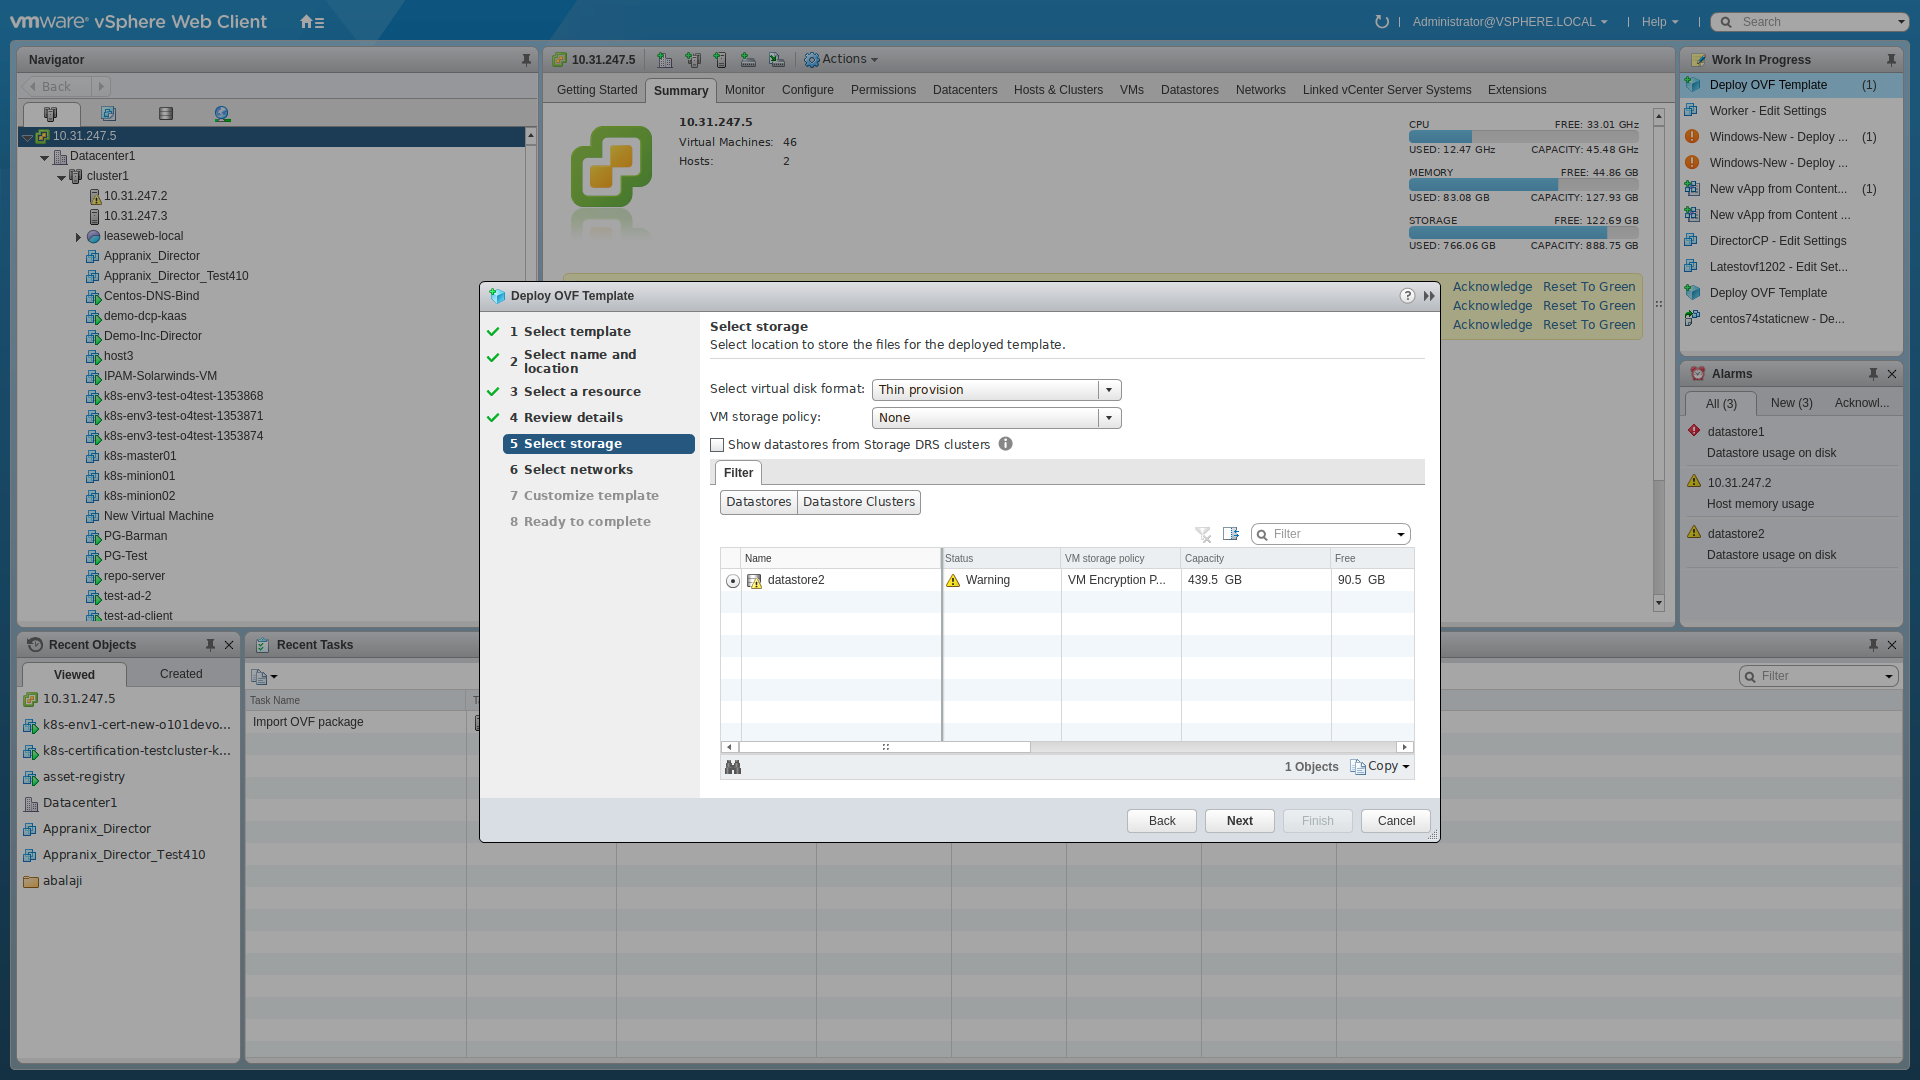 vmware® vSphere Web Client
Administrator@VSPHERE.LOCAL
Help
Search
Navigator
Back
10.31.247.5
Datacenter1
cluster1
10.31.247.2
10.31.247.3
leaseweb-local
Appranix_Director
Appranix_Director_Test410
Centos-DNS-Bind
demo-dcp-kaas
Demo-Inc-Director
host3
IPAM-Solarwinds-VM
k8s-env3-test-o4test-1353868
k8s-env3-test-o4test-1353871
k8s-env3-test-o4test-1353874
k8s-master01
k8s-minion01
k8s-minion02
New Virtual Machine
PG-Barman
PG-Test
repo-server
test-ad-2
test-ad-client
10.31.247.5
Actions
Getting Started
Summary
Monitor
Configure
Permissions
Datacenters
Hosts & Clusters
VMs
Datastores
Networks
Linked vCenter Server Systems
Extensions
10.31.247.5
Virtual Machines: 46
Hosts: 2
CPU FREE: 33.01 GHz
USED: 12.47 GHz CAPACITY: 45.48 GHz
MEMORY FREE: 44.86 GB
USED: 83.08 GB CAPACITY: 127.93 GB
STORAGE FREE: 122.69 GB
USED: 766.06 GB CAPACITY: 888.75 GB
Acknowledge Reset To Green
Acknowledge Reset To Green
Acknowledge Reset To Green
Deploy OVF Template
?
1 Select template
2 Select name and
location
3 Select a resource
4 Review details
5 Select storage
6 Select networks
7 Customize template
8 Ready to complete
Select storage
Select location to store the files for the deployed template.
Select virtual disk format: Thin provision
VM storage policy: None
Show datastores from Storage DRS clusters
Filter
Datastores Datastore Clusters
Filter
Name Status VM storage policy Capacity Free
datastore2 Warning VM Encryption P... 439.5 GB 90.5 GB
1 Objects Copy
Back Next Finish Cancel
Work In Progress
Deploy OVF Template (1)
Worker - Edit Settings
Windows-New - Deploy ... (1)
Windows-New - Deploy ...
New vApp from Content... (1)
New vApp from Content ...
DirectorCP - Edit Settings
Latestovf1202 - Edit Set...
Deploy OVF Template
centos74staticnew - De...
Alarms
All (3) New (3) Acknowl...
datastore1
Datastore usage on disk
10.31.247.2
Host memory usage
datastore2
Datastore usage on disk
Recent Objects
Viewed Created
10.31.247.5
k8s-env1-cert-new-o101devo...
k8s-certification-testcluster-k...
asset-registry
Datacenter1
Appranix_Director
Appranix_Director_Test410
abalaji
Recent Tasks
Filter
Task Name
Import OVF package